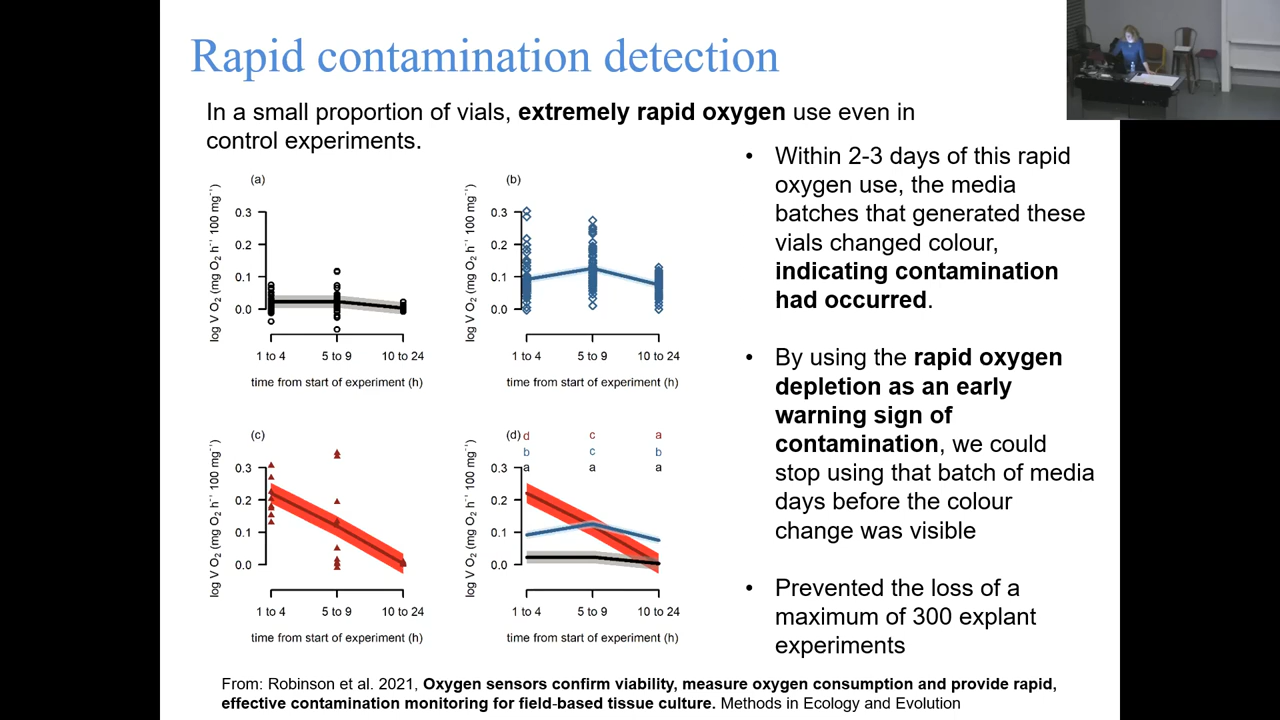 Rapid contamination detection
In a small proportion of vials, extremely rapid oxygen use even in
control experiments.
(a)
log V O₂ (mg O₂ h⁻¹ 100 mg⁻¹)
0.3
0.2
0.1
0.0
1 to 4 5 to 9 10 to 24
time from start of experiment (h)
(b)
log V O₂ (mg O₂ h⁻¹ 100 mg⁻¹)
0.3
0.2
0.1
0.0
1 to 4 5 to 9 10 to 24
time from start of experiment (h)
(c)
log V O₂ (mg O₂ h⁻¹ 100 mg⁻¹)
0.3
0.2
0.1
0.0
1 to 4 5 to 9 10 to 24
time from start of experiment (h)
(d) d c a
b c b
a a a
log V O₂ (mg O₂ h⁻¹ 100 mg⁻¹)
0.3
0.2
0.1
0.0
1 to 4 5 to 9 10 to 24
time from start of experiment (h)
• Within 2-3 days of this rapid
oxygen use, the media
batches that generated these
vials changed colour,
indicating contamination
had occurred.
• By using the rapid oxygen
depletion as an early
warning sign of
contamination, we could
stop using that batch of media
days before the colour
change was visible
• Prevented the loss of a
maximum of 300 explant
experiments
From: Robinson et al. 2021, Oxygen sensors confirm viability, measure oxygen consumption and provide rapid,
effective contamination monitoring for field-based tissue culture. Methods in Ecology and Evolution